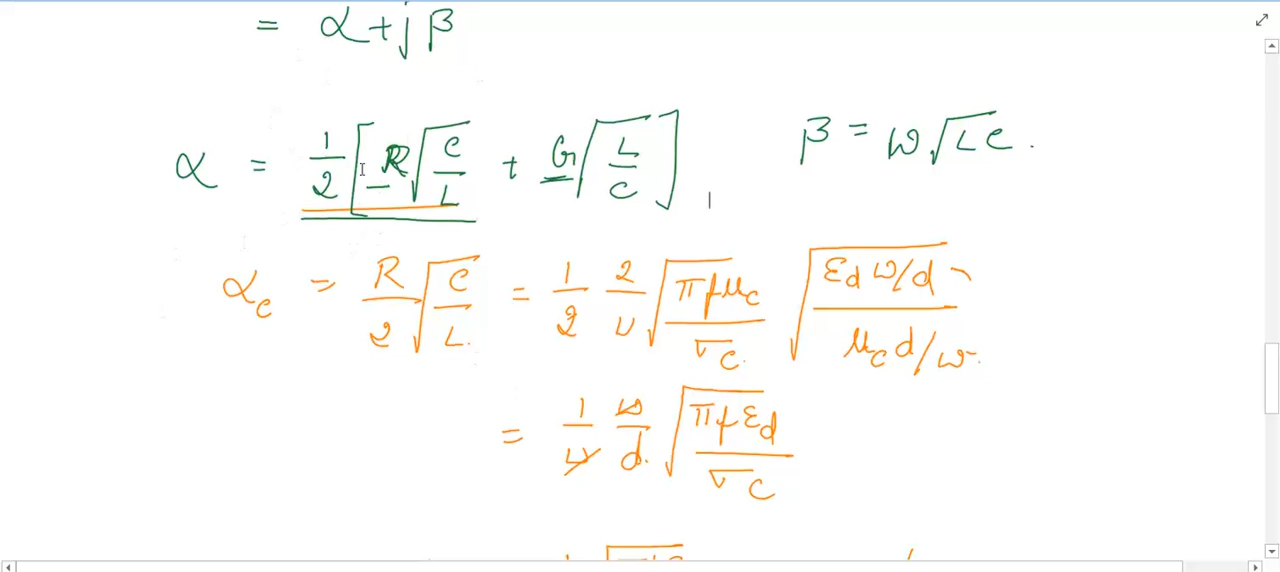 = α + j β
α = 1/2 [ R √(C/L) + G √(L/C) ] , β = ω √LC .
α_c = R/2 √(C/L) = 1/2 2/w √(π f μ_c / σ_c) √(ε_d w/d / μ_c d/w)
= 1/w w/d √(π f ε_d / σ_c)